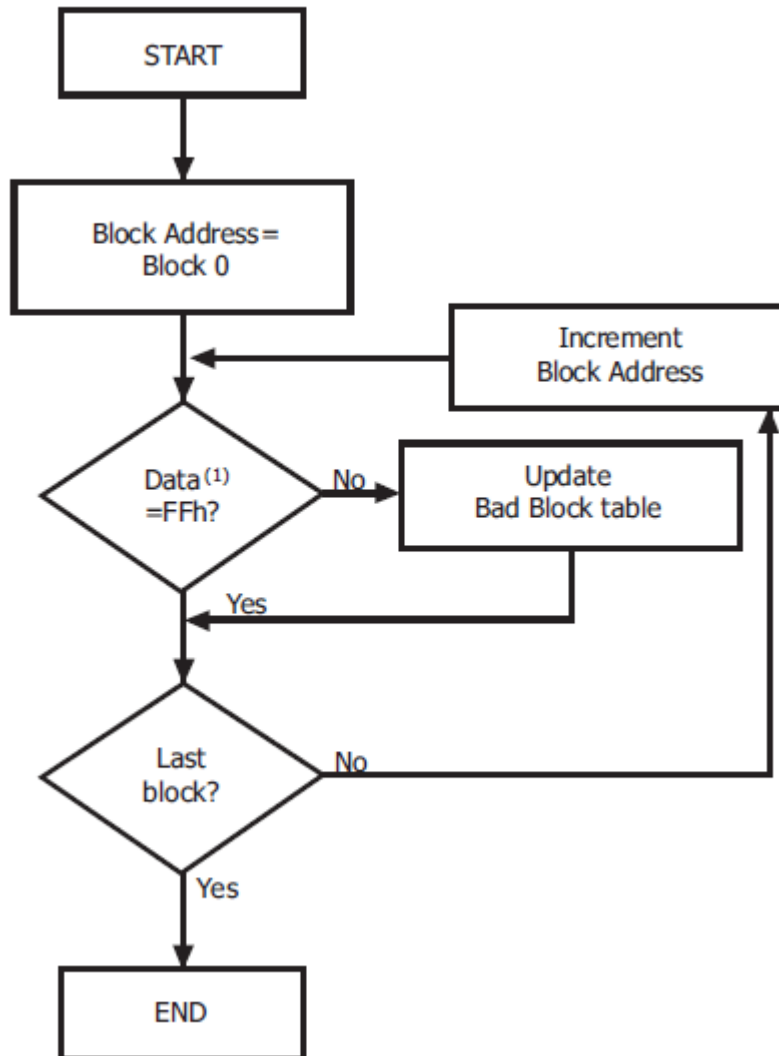 START
Block Address=
Block 0
Increment
Block Address
Data(1)
=FFh?
No
Update
Bad Block table
Yes
Last
block?
No
Yes
END